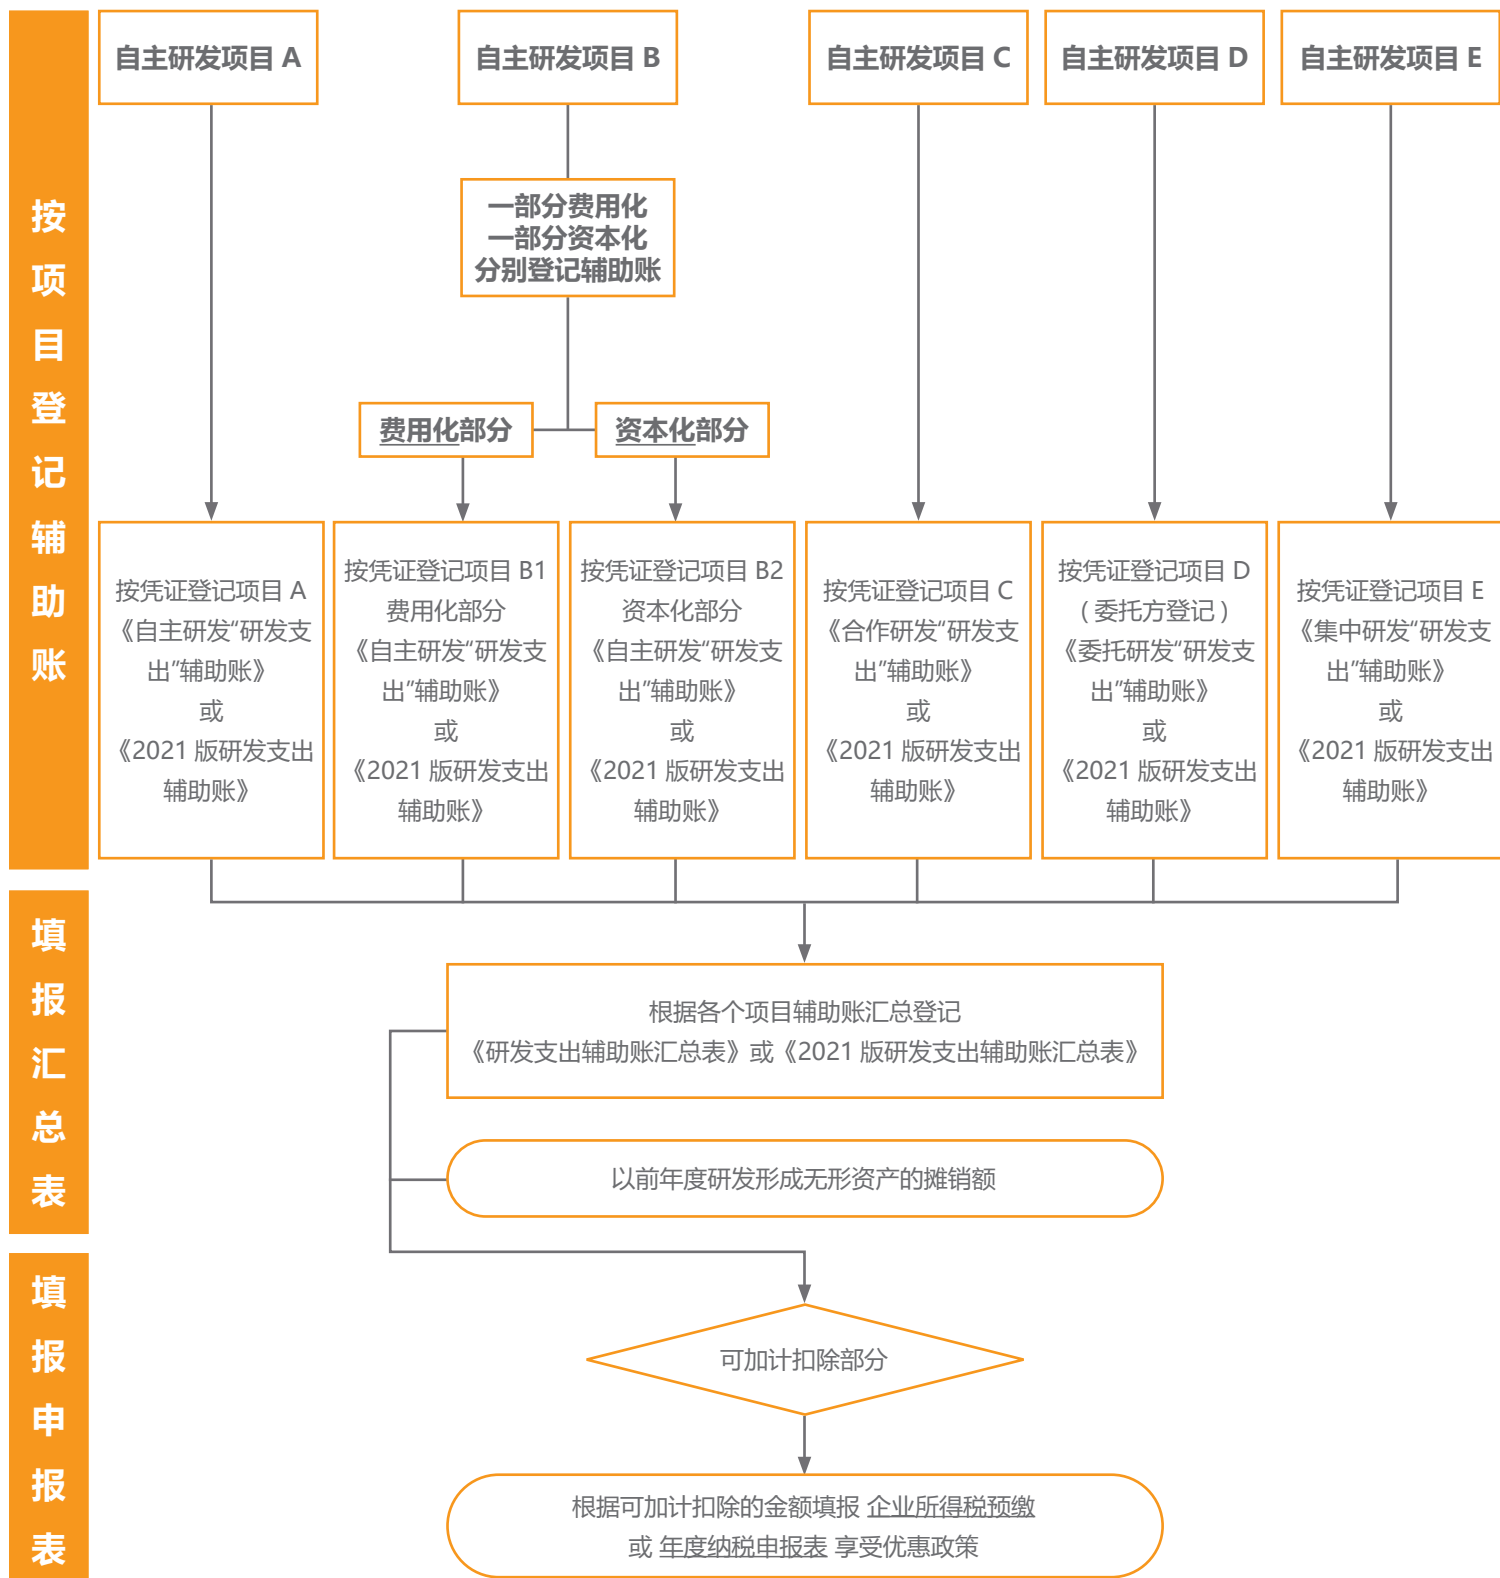 按项目登记辅助账
自主研发项目 A
自主研发项目 B
自主研发项目 C
自主研发项目 D
自主研发项目 E
一部分费用化
一部分资本化
分别登记辅助账
费用化部分
资本化部分
按凭证登记项目 A
《自主研发“研发支
出”辅助账》
或
《2021 版研发支出
辅助账》
按凭证登记项目 B1
费用化部分
《自主研发“研发支
出”辅助账》
或
《2021 版研发支出
辅助账》
按凭证登记项目 B2
资本化部分
《自主研发“研发支
出”辅助账》
或
《2021 版研发支出
辅助账》
按凭证登记项目 C
《合作研发“研发支
出”辅助账》
或
《2021 版研发支出
辅助账》
按凭证登记项目 D
( 委托方登记 )
《委托研发“研发支
出”辅助账》
或
《2021 版研发支出
辅助账》
按凭证登记项目 E
《集中研发“研发支
出”辅助账》
或
《2021 版研发支出
辅助账》
填报汇总表
根据各个项目辅助账汇总登记
《研发支出辅助账汇总表》或《2021 版研发支出辅助账汇总表》
以前年度研发形成无形资产的摊销额
填报申报表
可加计扣除部分
根据可加计扣除的金额填报 企业所得税预缴
或 年度纳税申报表 享受优惠政策